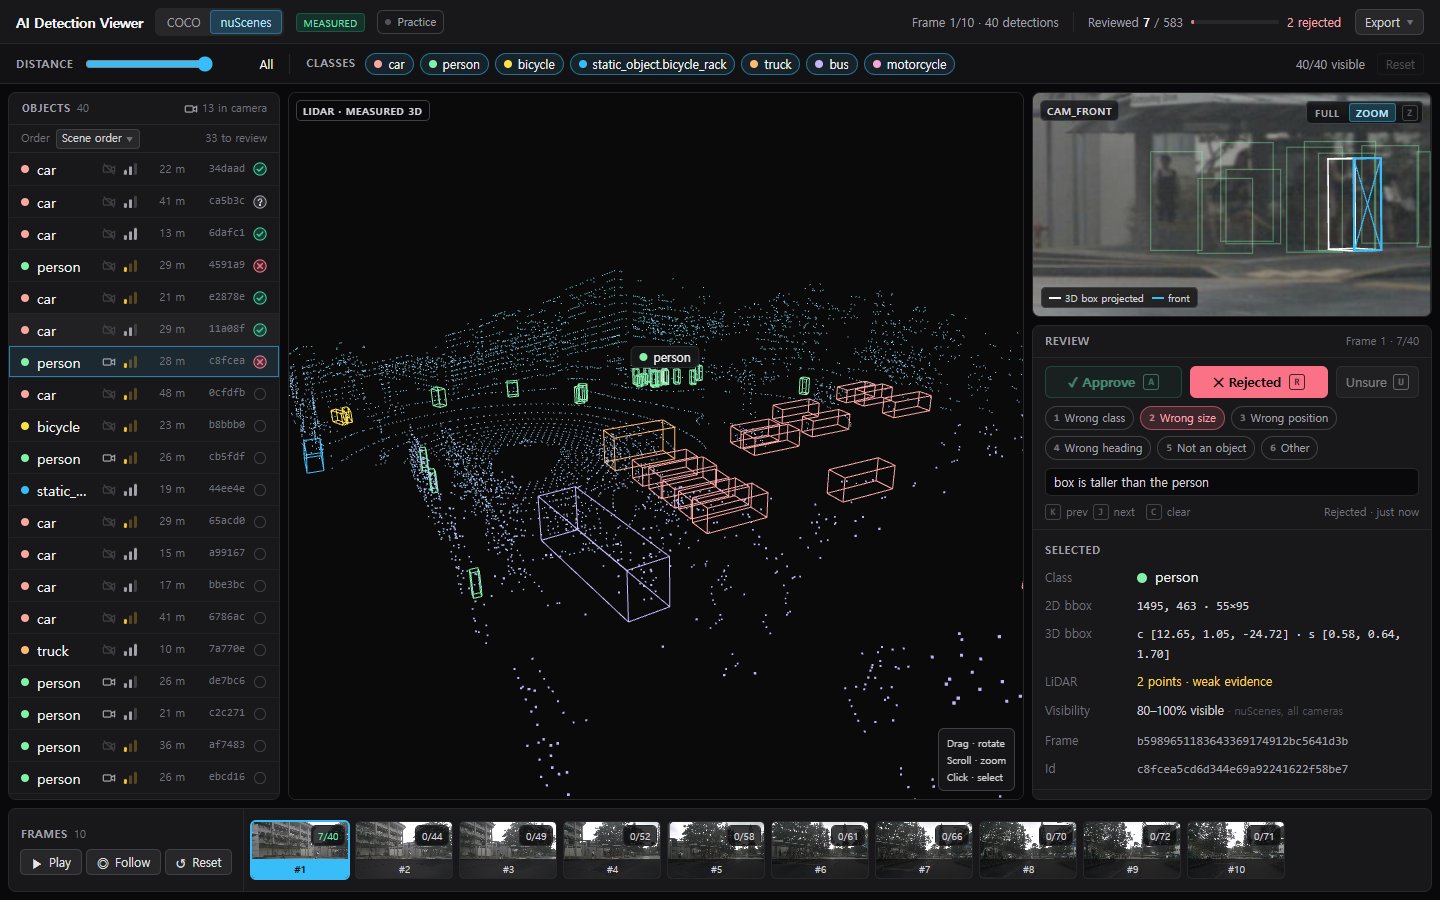 AI Detection Viewer COCO nuScenes MEASURED Practice Frame 1/10 · 40 detections Reviewed 7 / 583 2 rejected Export
DISTANCE All CLASSES car person bicycle static_object.bicycle_rack truck bus motorcycle 40/40 visible Reset
OBJECTS 40 13 in camera
Order Scene order 33 to review
car 22 m 34daad
car 41 m ca5b3c ?
car 13 m 6dafc1
person 29 m 4591a9
car 21 m e2878e
car 29 m 11a08f
person 28 m c8fcea
car 48 m 0cfdfb
bicycle 23 m b8bbb0
person 26 m cb5fdf
static_... 19 m 44ee4e
car 29 m 65acd0
car 15 m a99167
car 17 m bbe3bc
car 41 m 6786ac
truck 10 m 7a770e
person 26 m de7bc6
person 21 m c2c271
person 36 m af7483
person 26 m ebcd16
LIDAR · MEASURED 3D
person
Drag · rotate
Scroll · zoom
Click · select
CAM_FRONT FULL ZOOM Z
3D box projected front
REVIEW Frame 1 · 7/40
Approve A Rejected R Unsure U
1 Wrong class 2 Wrong size 3 Wrong position
4 Wrong heading 5 Not an object 6 Other
box is taller than the person
K prev J next C clear Rejected · just now
SELECTED
Class person
2D bbox 1495, 463 · 55×95
3D bbox c [12.65, 1.05, -24.72] · s [0.58, 0.64,
1.70]
LiDAR 2 points · weak evidence
Visibility 80–100% visible · nuScenes, all cameras
Frame b5989651183643369174912bc5641d3b
Id c8fcea5cd6d344e69a92241622f58be7
FRAMES 10
Play Follow Reset
7/40 0/44 0/49 0/52 0/58 0/61 0/66 0/70 0/72 0/71
#1 #2 #3 #4 #5 #6 #7 #8 #9 #10